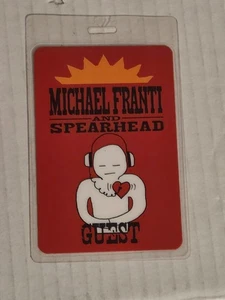 MICHAEL FRANTI
AND
SPEARHEAD
GUEST